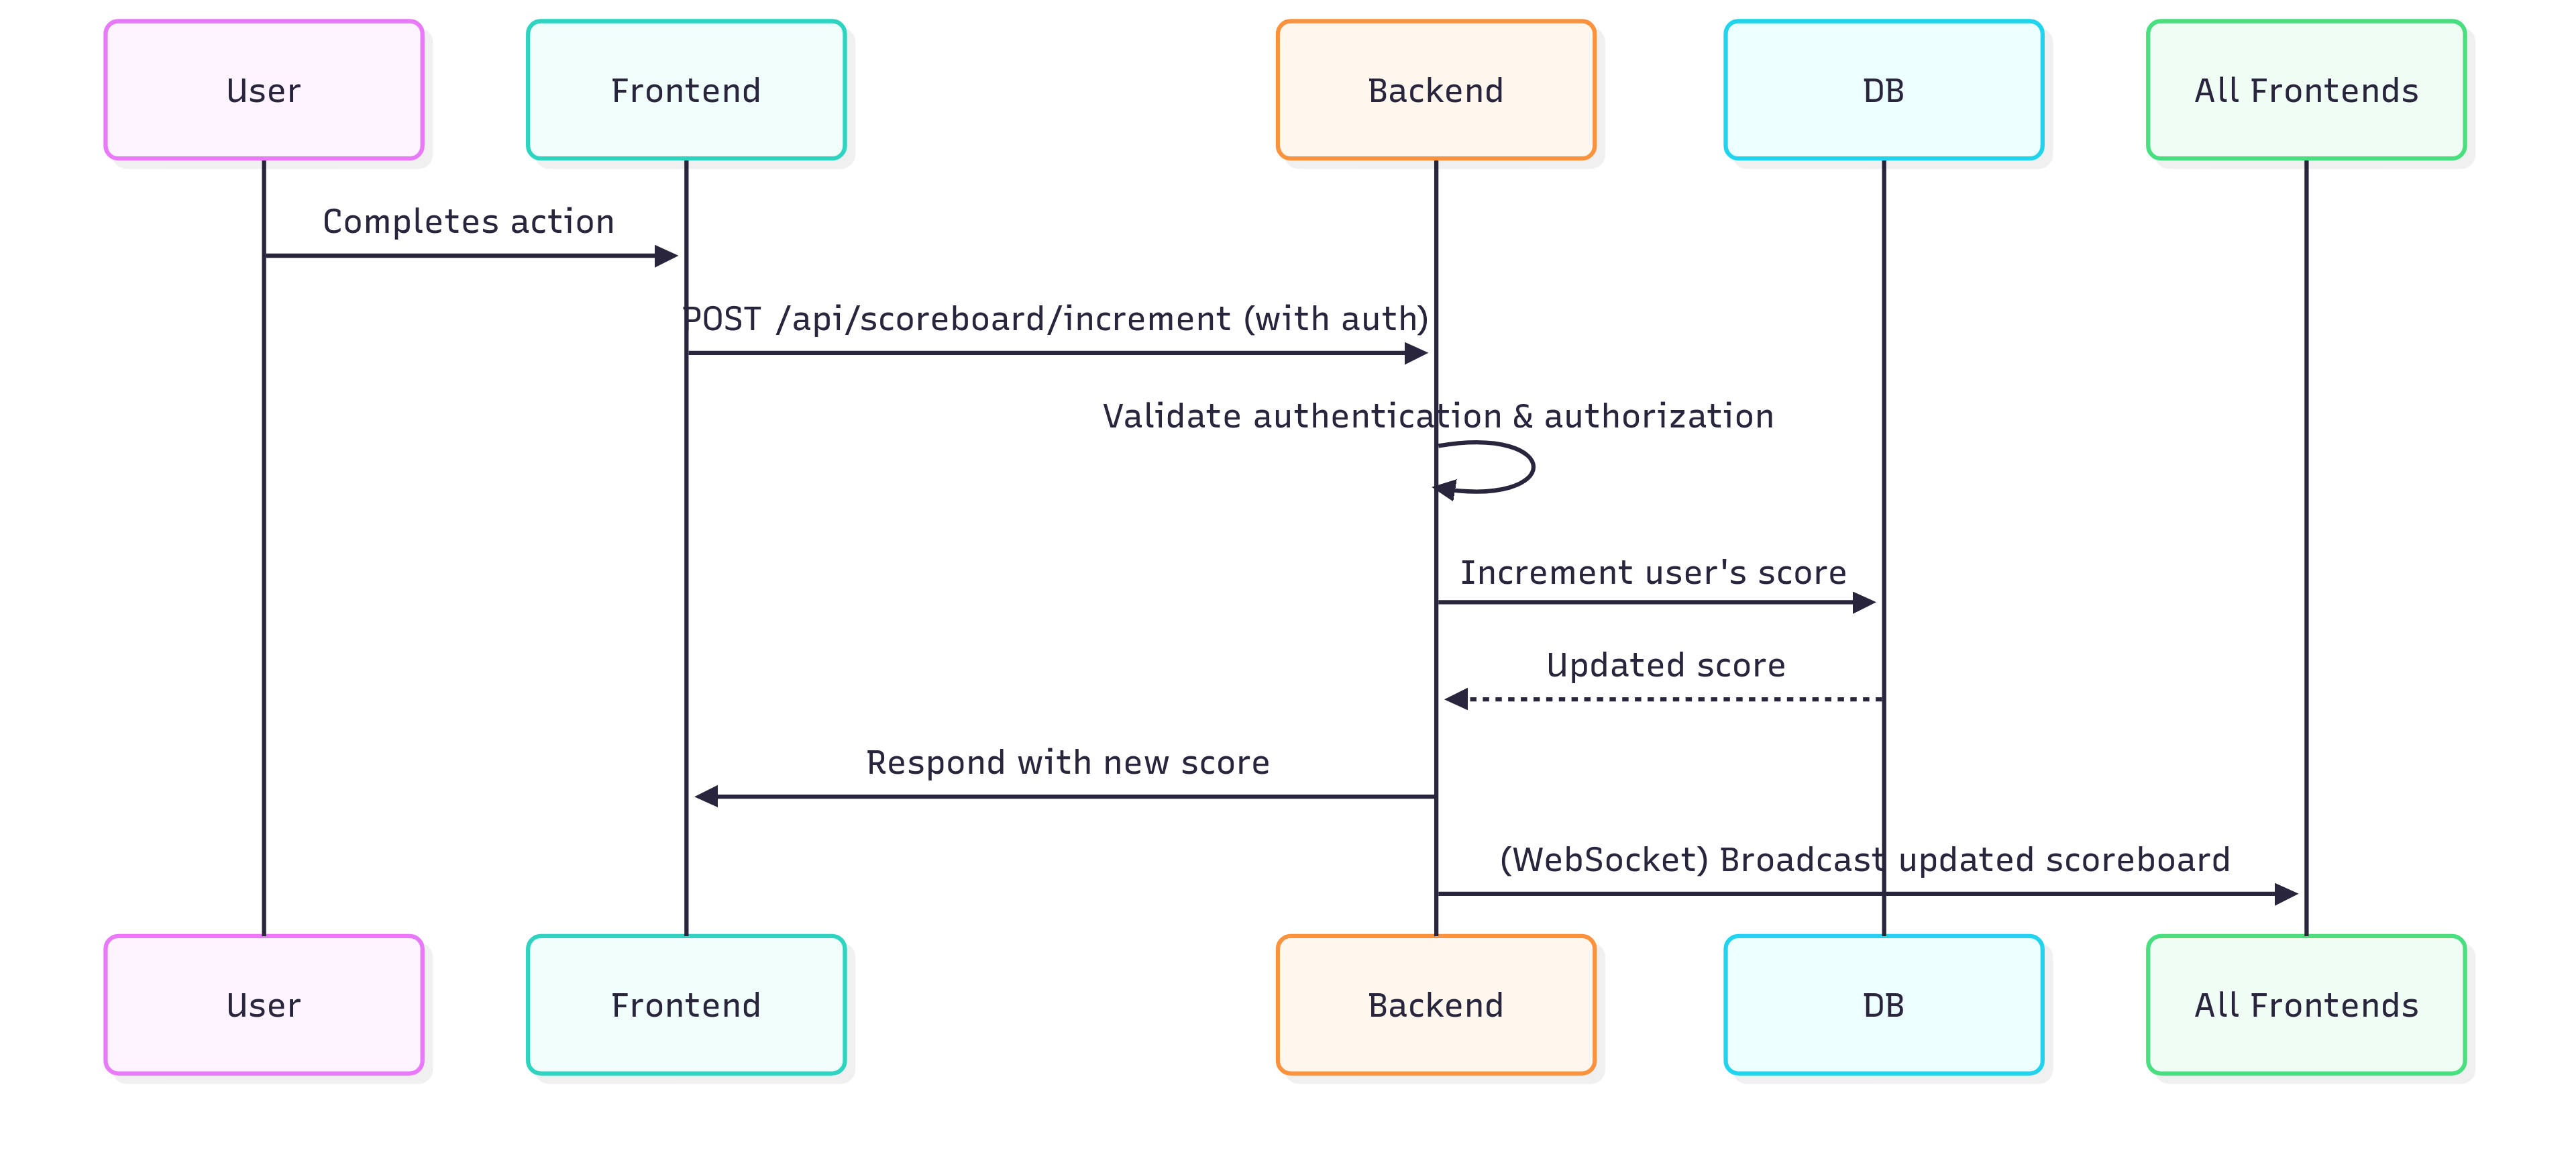 User
Frontend
Backend
DB
All Frontends
Completes action
POST /api/scoreboard/increment (with auth)
Validate authentication & authorization
Increment user's score
Updated score
Respond with new score
(WebSocket) Broadcast updated scoreboard
User
Frontend
Backend
DB
All Frontends